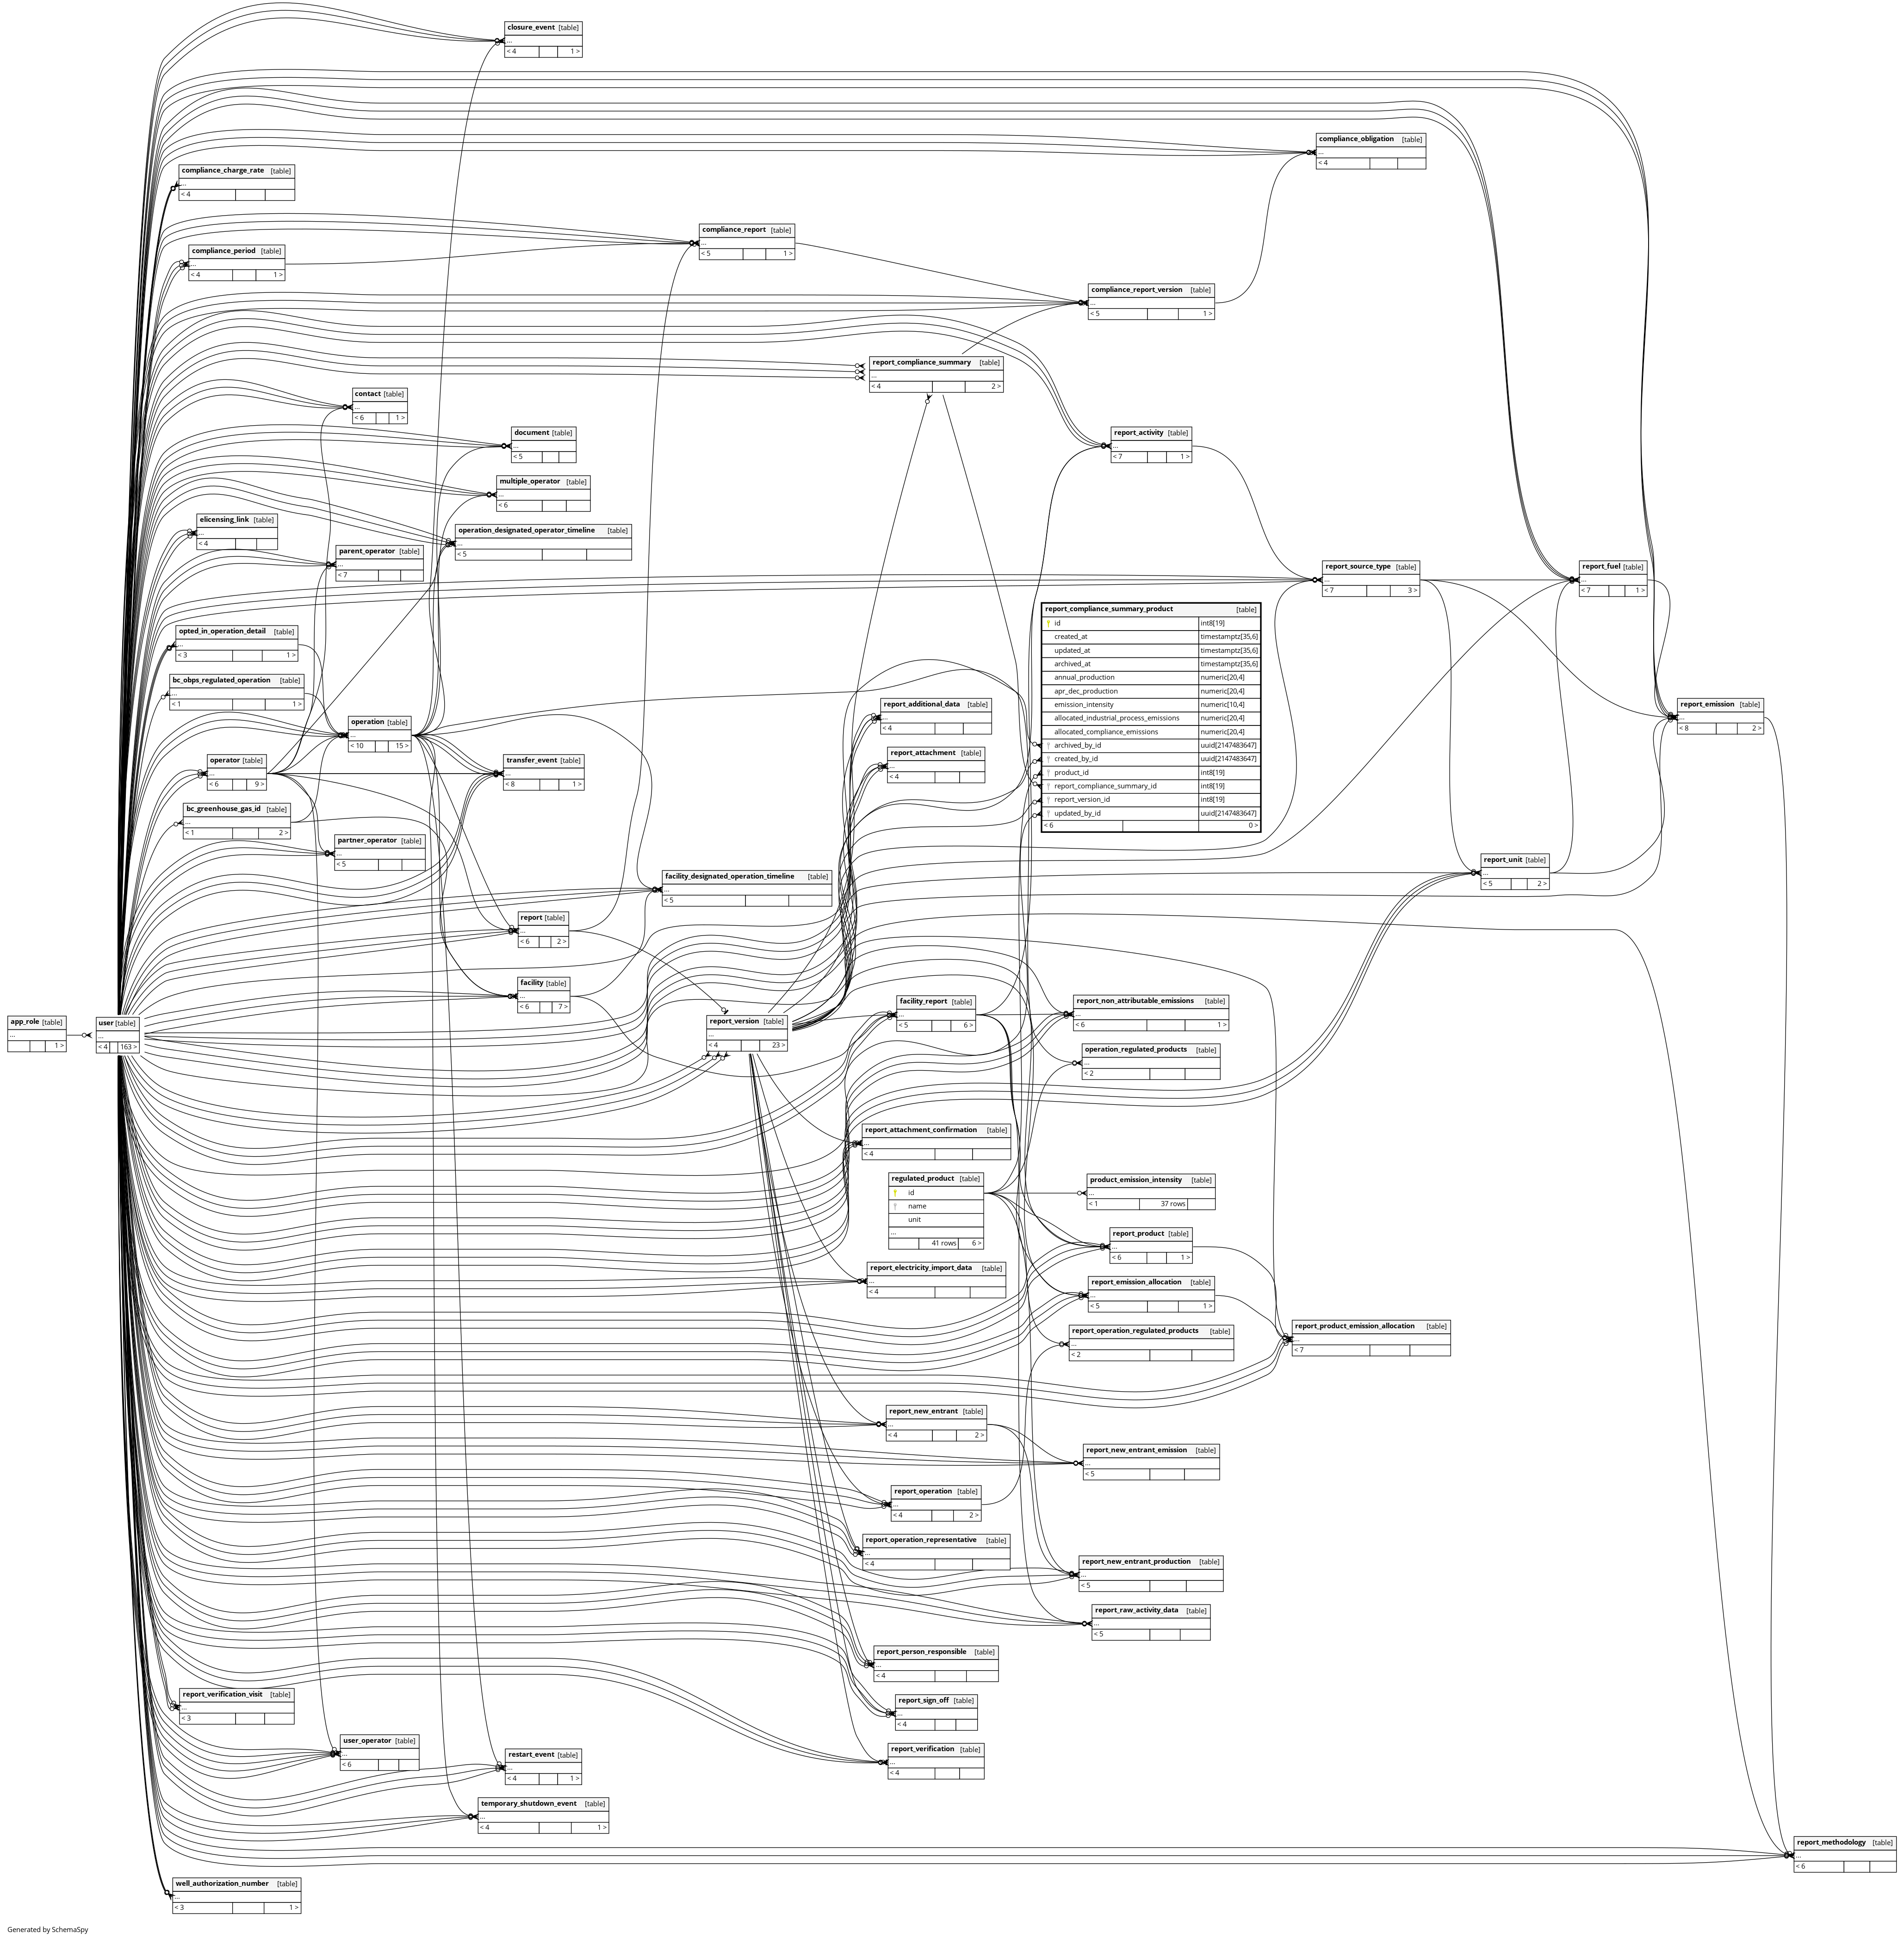 closure_event [table]
...
< 4 1 >
compliance_obligation [table]
...
< 4
compliance_charge_rate [table]
...
< 4
compliance_report [table]
...
< 5 1 >
compliance_period [table]
...
< 4 1 >
compliance_report_version [table]
...
< 5 1 >
report_compliance_summary [table]
...
< 4 2 >
contact [table]
...
< 6 1 >
document [table]
...
< 5
report_activity [table]
...
< 7 1 >
multiple_operator [table]
...
< 6
elicensing_link [table]
...
< 4
operation_designated_operator_timeline [table]
...
< 5
parent_operator [table]
...
< 7
report_source_type [table]
...
< 7 3 >
report_fuel [table]
...
< 7 1 >
report_compliance_summary_product [table]
id int8[19]
created_at timestamptz[35,6]
updated_at timestamptz[35,6]
archived_at timestamptz[35,6]
annual_production numeric[20,4]
apr_dec_production numeric[20,4]
emission_intensity numeric[10,4]
allocated_industrial_process_emissions numeric[20,4]
allocated_compliance_emissions numeric[20,4]
archived_by_id uuid[2147483647]
created_by_id uuid[2147483647]
product_id int8[19]
report_compliance_summary_id int8[19]
report_version_id int8[19]
updated_by_id uuid[2147483647]
< 6 0 >
opted_in_operation_detail [table]
...
< 3 1 >
bc_obps_regulated_operation [table]
...
< 1 1 >
report_additional_data [table]
...
< 4
report_emission [table]
...
< 8 2 >
operation [table]
...
< 10 15 >
report_attachment [table]
...
< 4
operator [table]
...
< 6 9 >
transfer_event [table]
...
< 8 1 >
bc_greenhouse_gas_id [table]
...
< 1 2 >
partner_operator [table]
...
< 5
report_unit [table]
...
< 5 2 >
facility_designated_operation_timeline [table]
...
< 5
report [table]
...
< 6 2 >
facility [table]
...
< 6 7 >
facility_report [table]
...
< 5 6 >
report_non_attributable_emissions [table]
...
< 6 1 >
app_role [table]
...
1 >
user [table]
...
< 4 163 >
report_version [table]
...
< 4 23 >
operation_regulated_products [table]
...
< 2
report_attachment_confirmation [table]
...
< 4
regulated_product [table]
id
name
unit
...
41 rows 6 >
product_emission_intensity [table]
...
< 1 37 rows
report_product [table]
...
< 6 1 >
report_electricity_import_data [table]
...
< 4
report_emission_allocation [table]
...
< 5 1 >
report_operation_regulated_products [table]
...
< 2
report_product_emission_allocation [table]
...
< 7
report_new_entrant [table]
...
< 4 2 >
report_new_entrant_emission [table]
...
< 5
report_operation [table]
...
< 4 2 >
report_operation_representative [table]
...
< 4
report_new_entrant_production [table]
...
< 5
report_raw_activity_data [table]
...
< 5
report_person_responsible [table]
...
< 4
report_verification_visit [table]
...
< 3
report_sign_off [table]
...
< 4
user_operator [table]
...
< 6
restart_event [table]
...
< 4 1 >
report_verification [table]
...
< 4
temporary_shutdown_event [table]
...
< 4 1 >
report_methodology [table]
...
< 6
well_authorization_number [table]
...
< 3 1 >
Generated by SchemaSpy